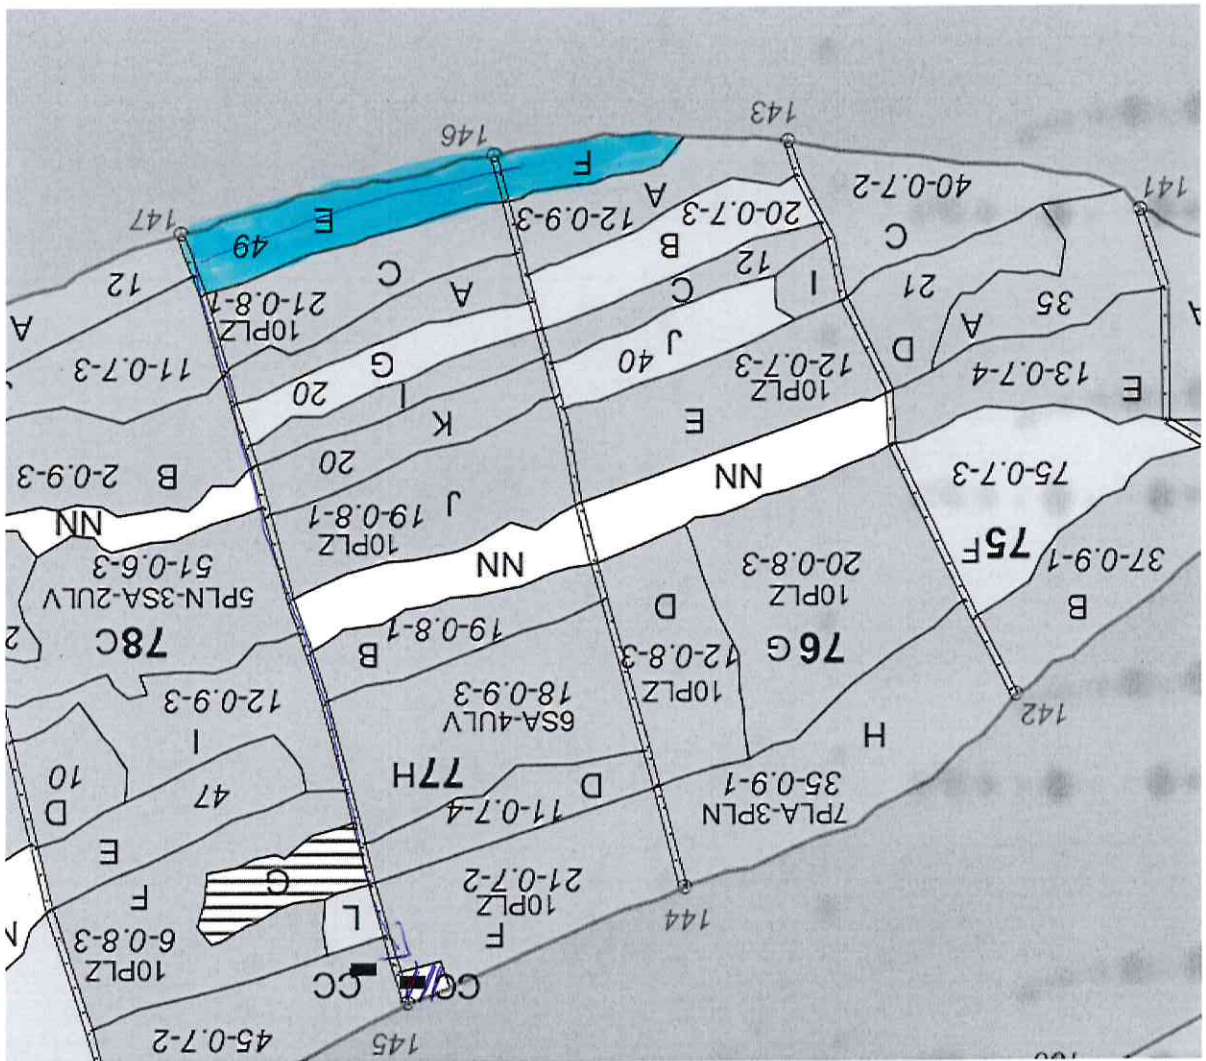 145
45-0.7-2
CC
CC
144
F
10PLZ
21-0.7-2
L
10PLZ
6-0.8-3
F
G
E
47
D
10
7PLA-3PLN
35-0.9-1
H
D
11-0.7-4
77H
142
6SA-4ULV
18-0.9-3
I
12-0.9-3
10PLZ
12-0.8-3
D
76G
10PLZ
20-0.8-3
B
19-0.8-1
78C
5PLN-3SA-2ULV
51-0.6-3
B
37-0.9-1
75F
75-0.7-3
NN
NN
NN
10PLZ
19-0.8-1
J
B
2-0.9-3
20
K
E
10PLZ
12-0.7-3
E
13-0.7-4
I
20
G
J
40
11-0.7-3
D
A
35
21
10PLZ
21-0.8-1
A
C
C
12
I
A
12
A
C
B
20-0.7-3
49
E
12-0.9-3
A
C
40-0.7-2
F
147
141
146
143